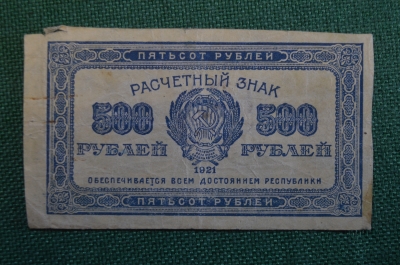 ПЯТЬСОТ РУБЛЕЙ
РАСЧЕТНЫЙ ЗНАК
500 500
РУБЛЕЙ РУБЛЕЙ
1921
ОБЕСПЕЧИВАЕТСЯ ВСЕМ ДОСТОЯНИЕМ РЕСПУБЛИКИ
ПЯТЬСОТ РУБЛЕЙ